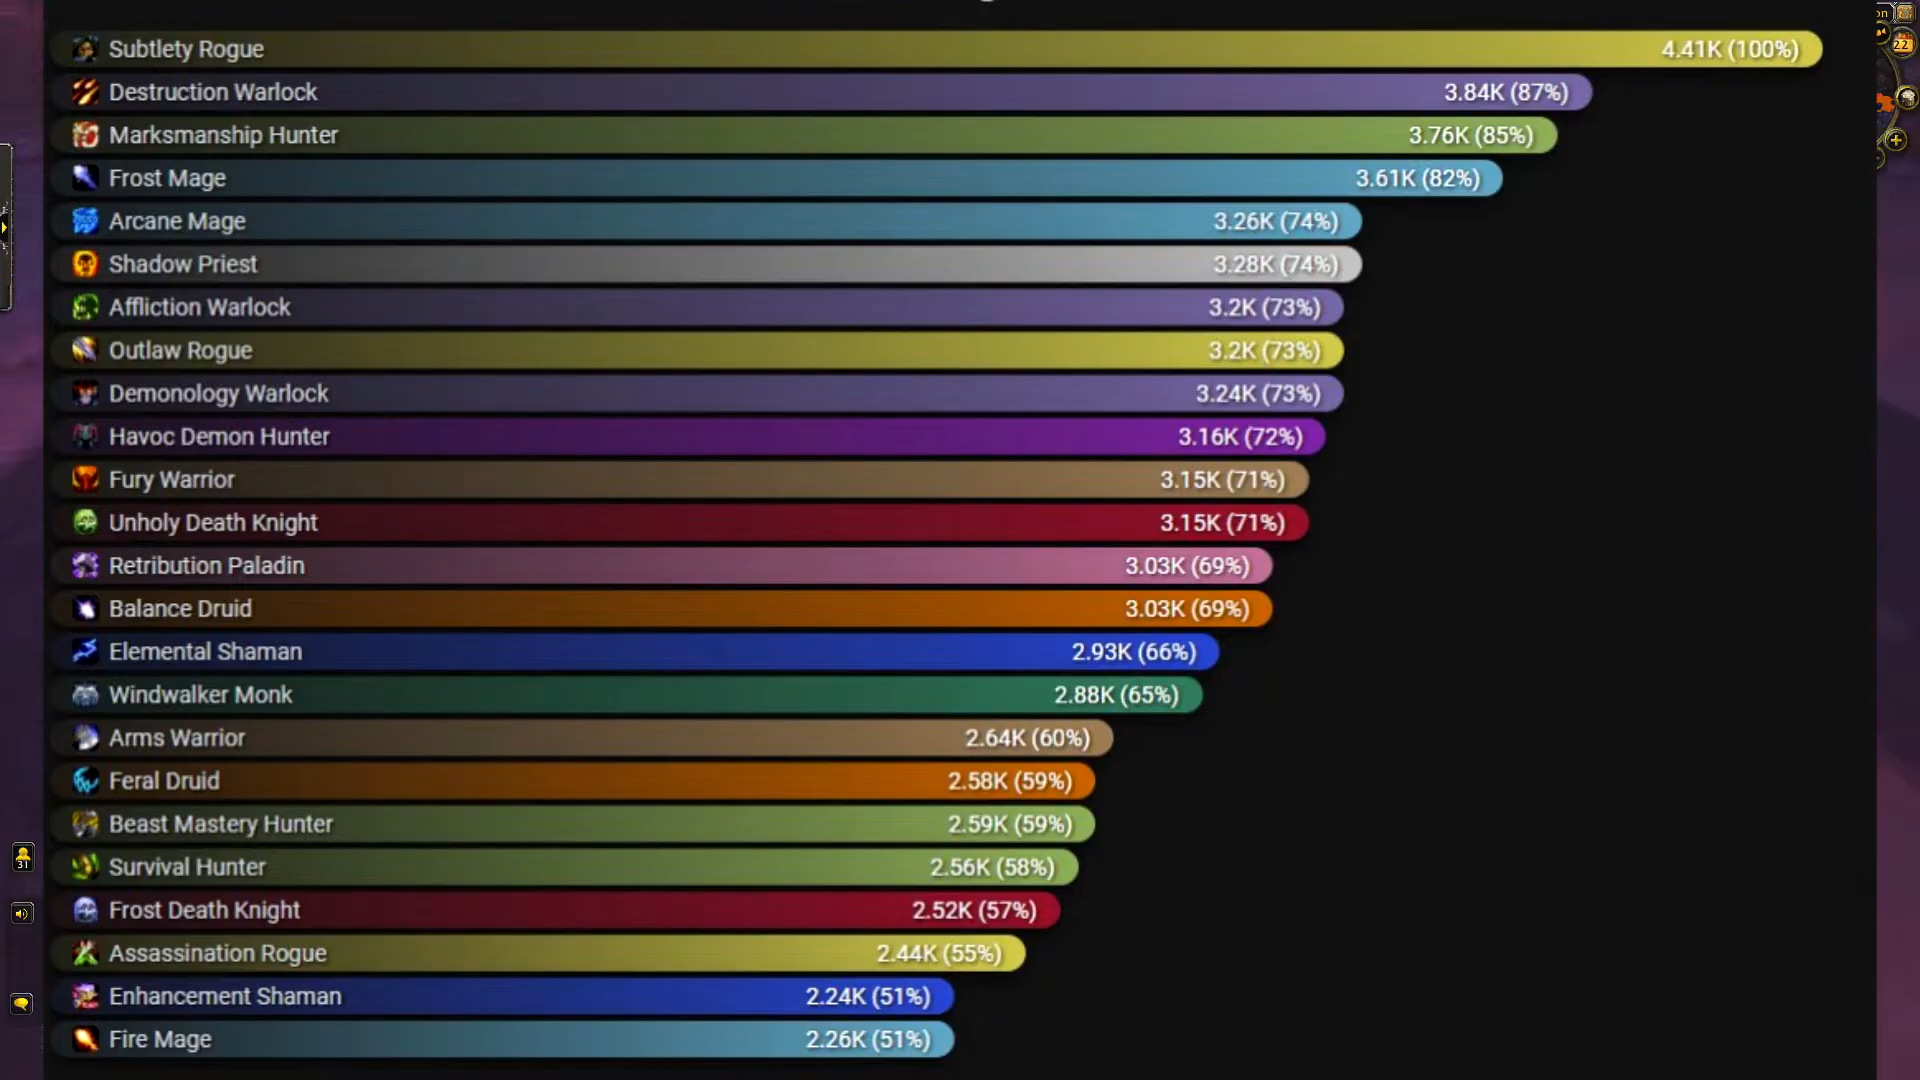 on
22
Subtlety Rogue 4.41K (100%)
Destruction Warlock 3.84K (87%)
Marksmanship Hunter 3.76K (85%)
Frost Mage 3.61K (82%)
Arcane Mage 3.26K (74%)
Shadow Priest 3.28K (74%)
Affliction Warlock 3.2K (73%)
Outlaw Rogue 3.2K (73%)
Demonology Warlock 3.24K (73%)
Havoc Demon Hunter 3.16K (72%)
Fury Warrior 3.15K (71%)
Unholy Death Knight 3.15K (71%)
Retribution Paladin 3.03K (69%)
Balance Druid 3.03K (69%)
Elemental Shaman 2.93K (66%)
Windwalker Monk 2.88K (65%)
Arms Warrior 2.64K (60%)
Feral Druid 2.58K (59%)
Beast Mastery Hunter 2.59K (59%)
31
Survival Hunter 2.56K (58%)
Frost Death Knight 2.52K (57%)
Assassination Rogue 2.44K (55%)
Enhancement Shaman 2.24K (51%)
Fire Mage 2.26K (51%)